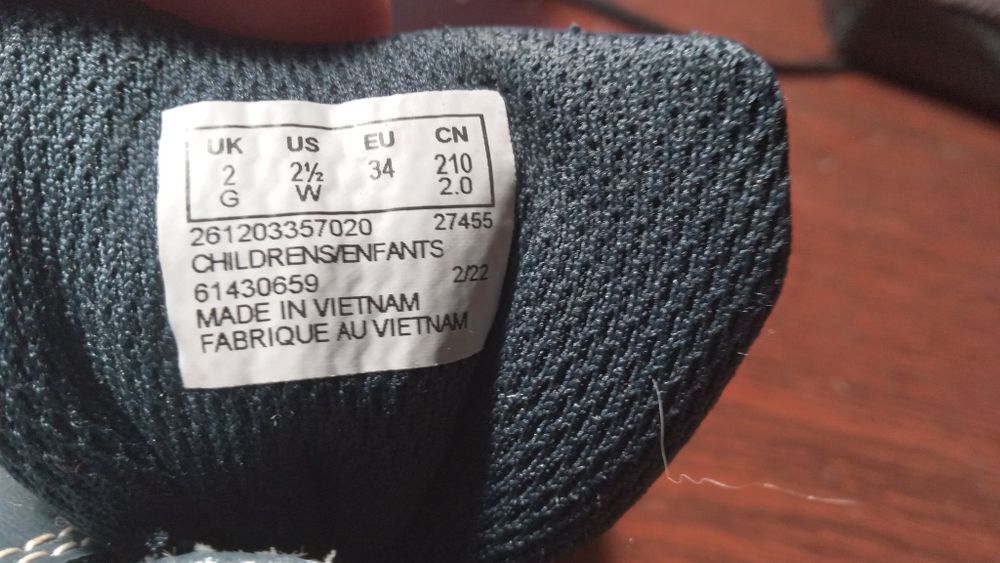 UK US EU CN
2 2½ 34 210
G W 2.0
261203357020 27455
CHILDRENS/ENFANTS
61430659 2/22
MADE IN VIETNAM
FABRIQUE AU VIETNAM